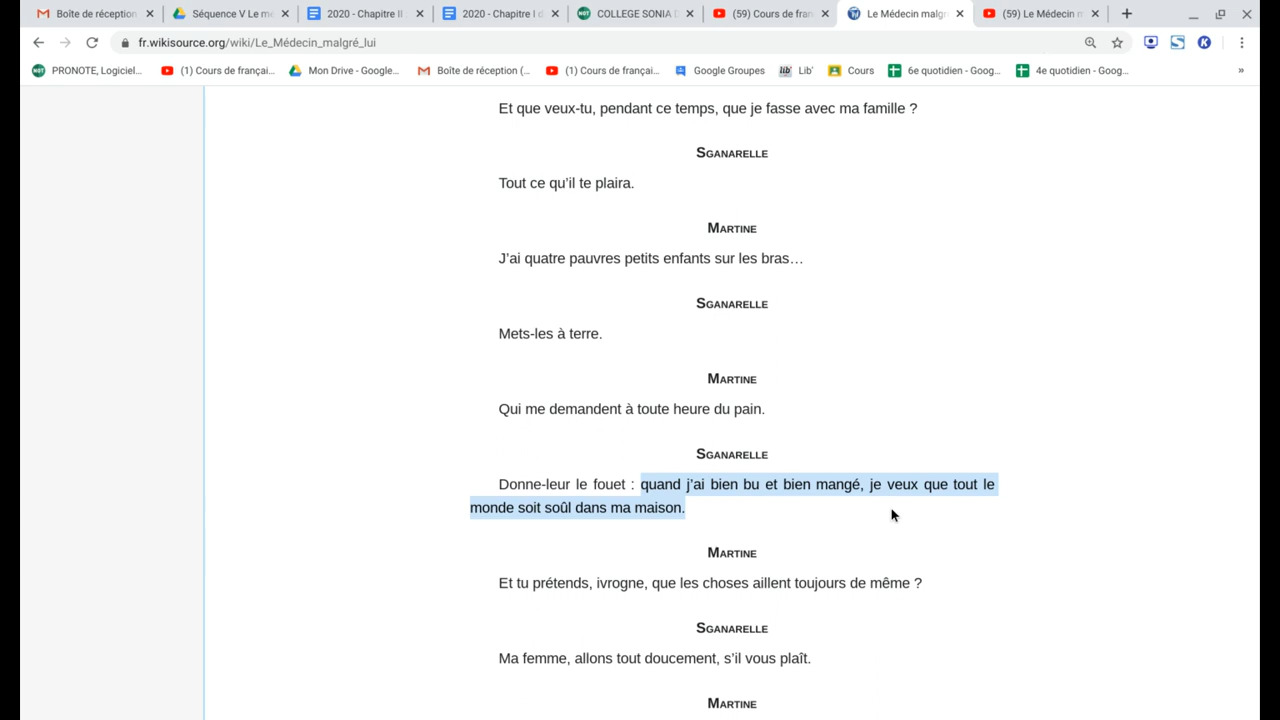 Boîte de réception
Séquence V Le m
2020 - Chapitre II
2020 - Chapitre I d
COLLEGE SONIA D
(59) Cours de fran
Le Médecin malgr
(59) Le Médecin m
fr.wikisource.org/wiki/Le_Médecin_malgré_lui
PRONOTE, Logiciel...
(1) Cours de françai...
Mon Drive - Google...
Boîte de réception (...
(1) Cours de françai...
Google Groupes
lib' Lib'
Cours
6e quotidien - Goog...
4e quotidien - Goog...
»
Et que veux-tu, pendant ce temps, que je fasse avec ma famille ?
Sganarelle
Tout ce qu’il te plaira.
Martine
J’ai quatre pauvres petits enfants sur les bras…
Sganarelle
Mets-les à terre.
Martine
Qui me demandent à toute heure du pain.
Sganarelle
Donne-leur le fouet : quand j’ai bien bu et bien mangé, je veux que tout le
monde soit soûl dans ma maison.
Martine
Et tu prétends, ivrogne, que les choses aillent toujours de même ?
Sganarelle
Ma femme, allons tout doucement, s’il vous plaît.
Martine